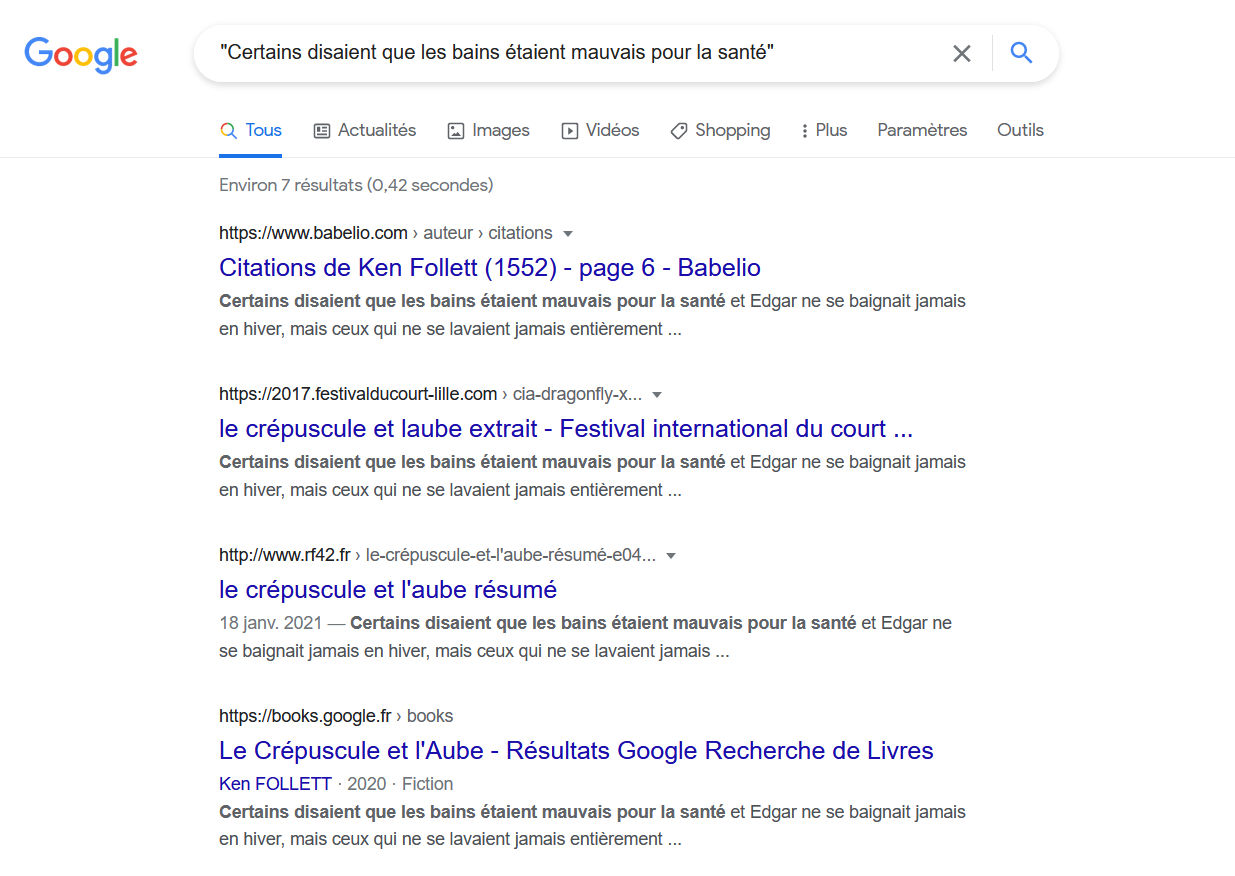 Google
"Certains disaient que les bains étaient mauvais pour la santé"
Tous Actualités Images Vidéos Shopping Plus Paramètres Outils
Environ 7 résultats (0,42 secondes)
https://www.babelio.com › auteur › citations
Citations de Ken Follett (1552) - page 6 - Babelio
Certains disaient que les bains étaient mauvais pour la santé et Edgar ne se baignait jamais
en hiver, mais ceux qui ne se lavaient jamais entièrement ...
https://2017.festivalducourt-lille.com › cia-dragonfly-x...
le crépuscule et laube extrait - Festival international du court ...
Certains disaient que les bains étaient mauvais pour la santé et Edgar ne se baignait jamais
en hiver, mais ceux qui ne se lavaient jamais entièrement ...
http://www.rf42.fr › le-crépuscule-et-l'aube-résumé-e04...
le crépuscule et l'aube résumé
18 janv. 2021 — Certains disaient que les bains étaient mauvais pour la santé et Edgar ne
se baignait jamais en hiver, mais ceux qui ne se lavaient jamais ...
https://books.google.fr › books
Le Crépuscule et l'Aube - Résultats Google Recherche de Livres
Ken FOLLETT · 2020 · Fiction
Certains disaient que les bains étaient mauvais pour la santé et Edgar ne se baignait jamais
en hiver, mais ceux qui ne se lavaient jamais entièrement ...